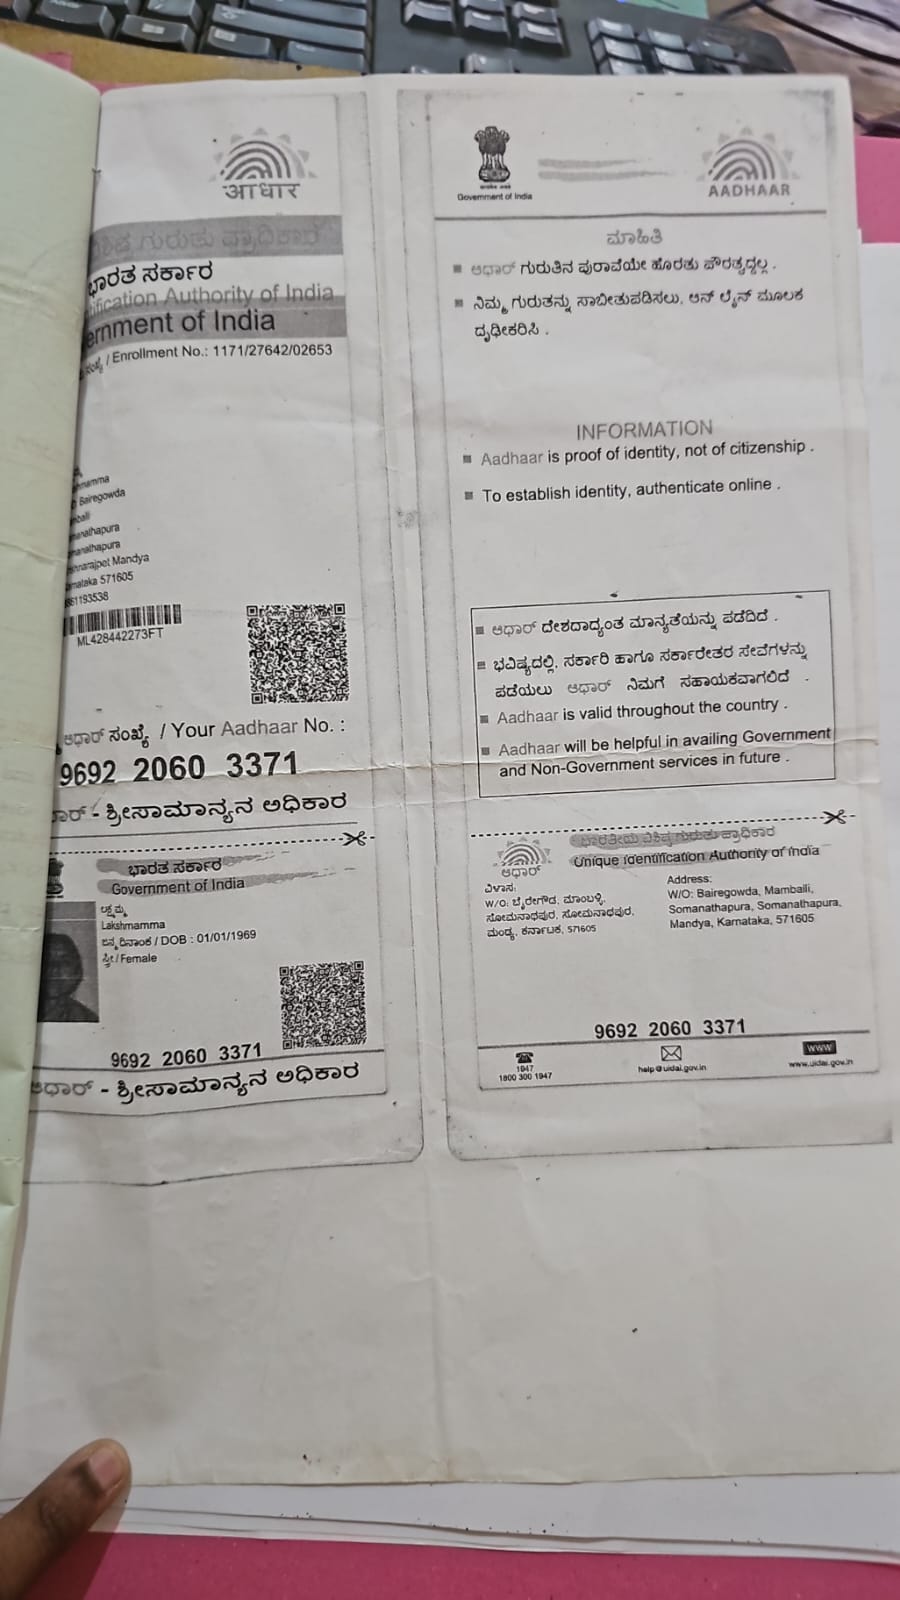 आधार
ಭಾರತ ಸರ್ಕಾರ
Authority of India
of India
/ Enrollment No.: 1171/27642/02653
Bairegowda
Mandya
571605
ML428442273FT
ಆಧಾರ್ ಸಂಖ್ಯೆ / Your Aadhaar No. :
9692 2060 3371
- ಶ್ರೀಸಾಮಾನ್ಯನ ಅಧಿಕಾರ
ಭಾರತ ಸರ್ಕಾರ
Government of India
ಲಕ್ಷ್ಮಮ್ಮ
Lakshmamma
ಜನ್ಮ ದಿನಾಂಕ / DOB : 01/01/1969
ಸ್ತ್ರೀ / Female
9692 2060 3371
ಆಧಾರ್ - ಶ್ರೀಸಾಮಾನ್ಯನ ಅಧಿಕಾರ
Government of India
AADHAAR
ಮಾಹಿತಿ
ಆಧಾರ್ ಗುರುತಿನ ಪುರಾವೆಯೇ ಹೊರತು ಪೌರತ್ವದ್ದಲ್ಲ .
ನಿಮ್ಮ ಗುರುತನ್ನು ಸಾಬೀತುಪಡಿಸಲು, ಆನ್ ಲೈನ್ ಮೂಲಕ
ದೃಢೀಕರಿಸಿ .
INFORMATION
Aadhaar is proof of identity, not of citizenship .
To establish identity, authenticate online .
ಆಧಾರ್ ದೇಶದಾದ್ಯಂತ ಮಾನ್ಯತೆಯನ್ನು ಪಡೆದಿದೆ .
ಭವಿಷ್ಯದಲ್ಲಿ, ಸರ್ಕಾರಿ ಹಾಗೂ ಸರ್ಕಾರೇತರ ಸೇವೆಗಳನ್ನು
ಪಡೆಯಲು ಆಧಾರ್ ನಿಮಗೆ ಸಹಾಯಕವಾಗಲಿದೆ .
Aadhaar is valid throughout the country .
Aadhaar will be helpful in availing Government
and Non-Government services in future .
ಭಾರತೀಯ ವಿಶಿಷ್ಟ ಗುರುತು ಪ್ರಾಧಿಕಾರ
Unique Identification Authority of India
ಆಧಾರ್
ವಿಳಾಸ:
W/O: ಬೈರೇಗೌಡ, ಮಾಂಬಳ್ಳಿ,
ಸೋಮನಾಥಪುರ, ಸೋಮನಾಥಪುರ,
ಮಂಡ್ಯ, ಕರ್ನಾಟಕ, 571605
Address:
W/O: Bairegowda, Mamballi,
Somanathapura, Somanathapura,
Mandya, Karnataka, 571605
9692 2060 3371
1947
1800 300 1947
help@uidai.gov.in
WWW
www.uidai.gov.in